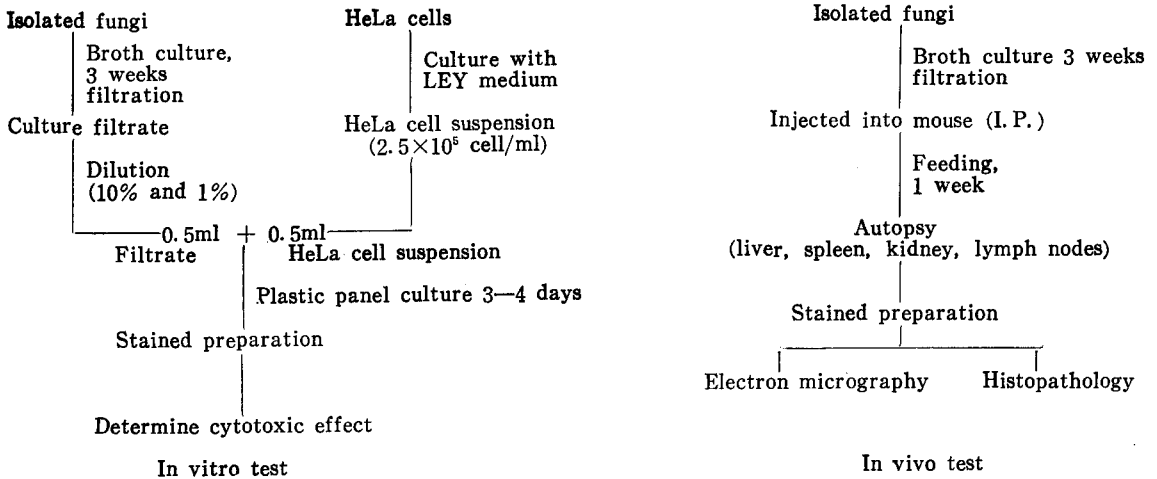 Isolated fungi
Broth culture,
3 weeks
filtration
Culture filtrate
Dilution
(10% and 1%)
HeLa cells
Culture with
LEY medium
HeLa cell suspension
(2.5×10⁵ cell/ml)
0.5ml + 0.5ml
Filtrate HeLa cell suspension
Plastic panel culture 3—4 days
Stained preparation
Determine cytotoxic effect
In vitro test
Isolated fungi
Broth culture 3 weeks
filtration
Injected into mouse (I.P.)
Feeding,
1 week
Autopsy
(liver, spleen, kidney, lymph nodes)
Stained preparation
Electron micrography Histopathology
In vivo test